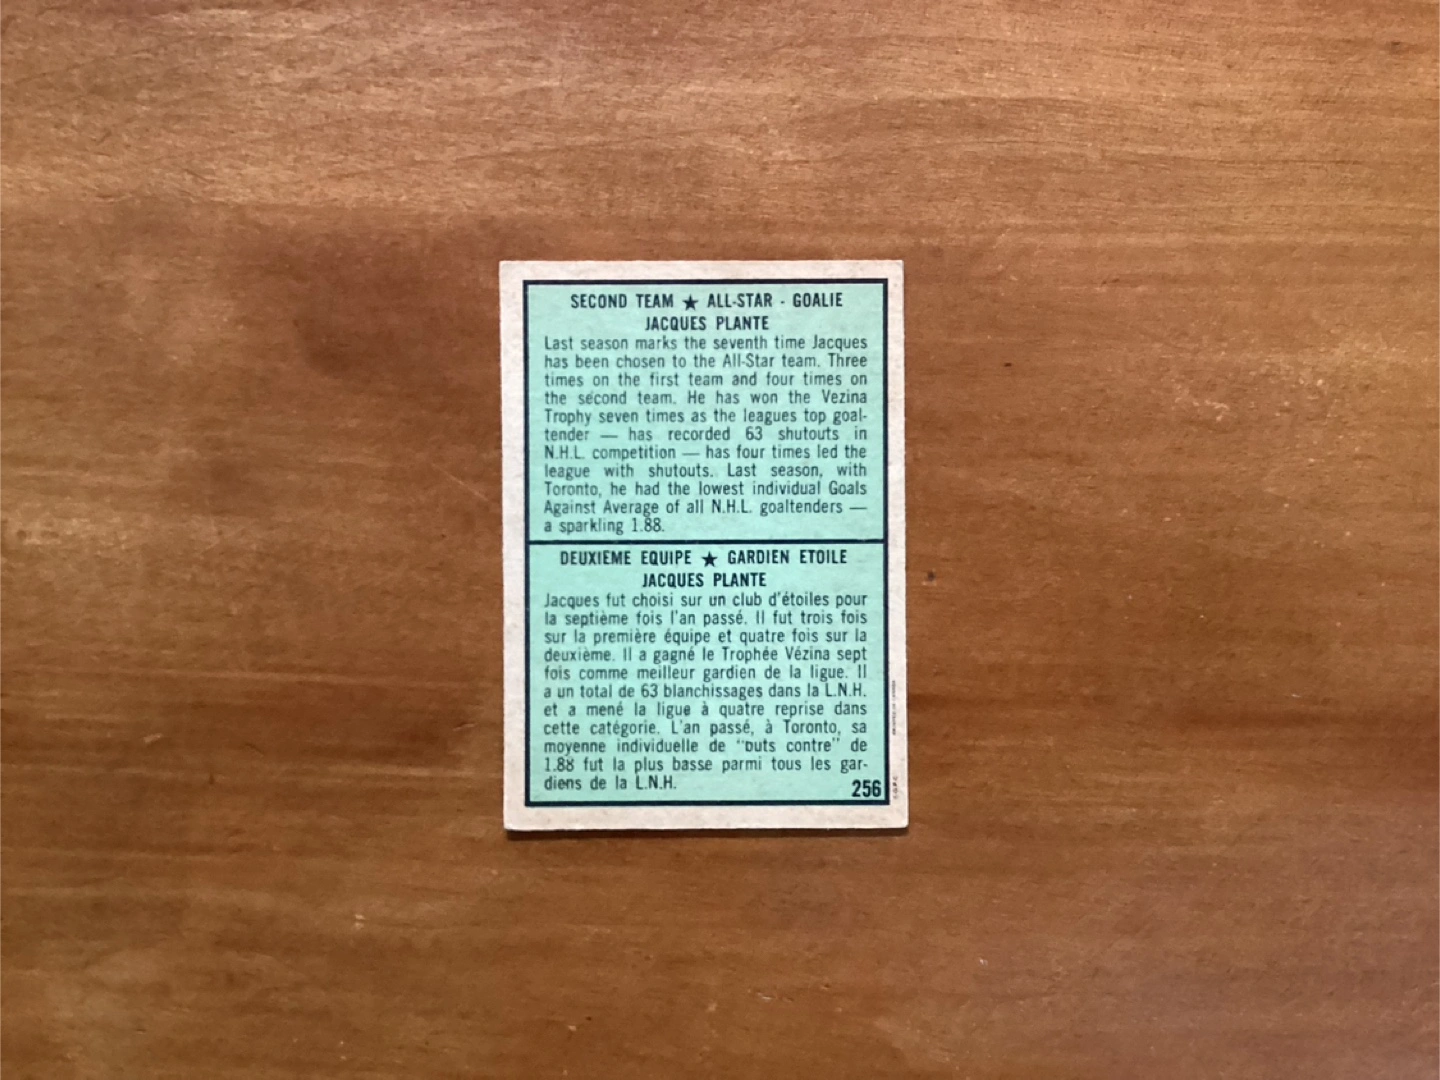 SECOND TEAM ★ ALL-STAR - GOALIE
JACQUES PLANTE
Last season marks the seventh time Jacques
has been chosen to the All-Star team. Three
times on the first team and four times on
the second team. He has won the Vezina
Trophy seven times as the leagues top goal-
tender — has recorded 63 shutouts in
N.H.L. competition — has four times led the
league with shutouts. Last season, with
Toronto, he had the lowest individual Goals
Against Average of all N.H.L. goaltenders —
a sparkling 1.88.
DEUXIEME EQUIPE ★ GARDIEN ETOILE
JACQUES PLANTE
Jacques fut choisi sur un club d'étoiles pour
la septième fois l'an passé. Il fut trois fois
sur la première équipe et quatre fois sur la
deuxième. Il a gagné le Trophée Vézina sept
fois comme meilleur gardien de la ligue. Il
a un total de 63 blanchissages dans la L.N.H.
et a mené la ligue à quatre reprise dans
cette catégorie. L'an passé, à Toronto, sa
moyenne individuelle de "buts contre" de
1.88 fut la plus basse parmi tous les gar-
diens de la L.N.H.
256